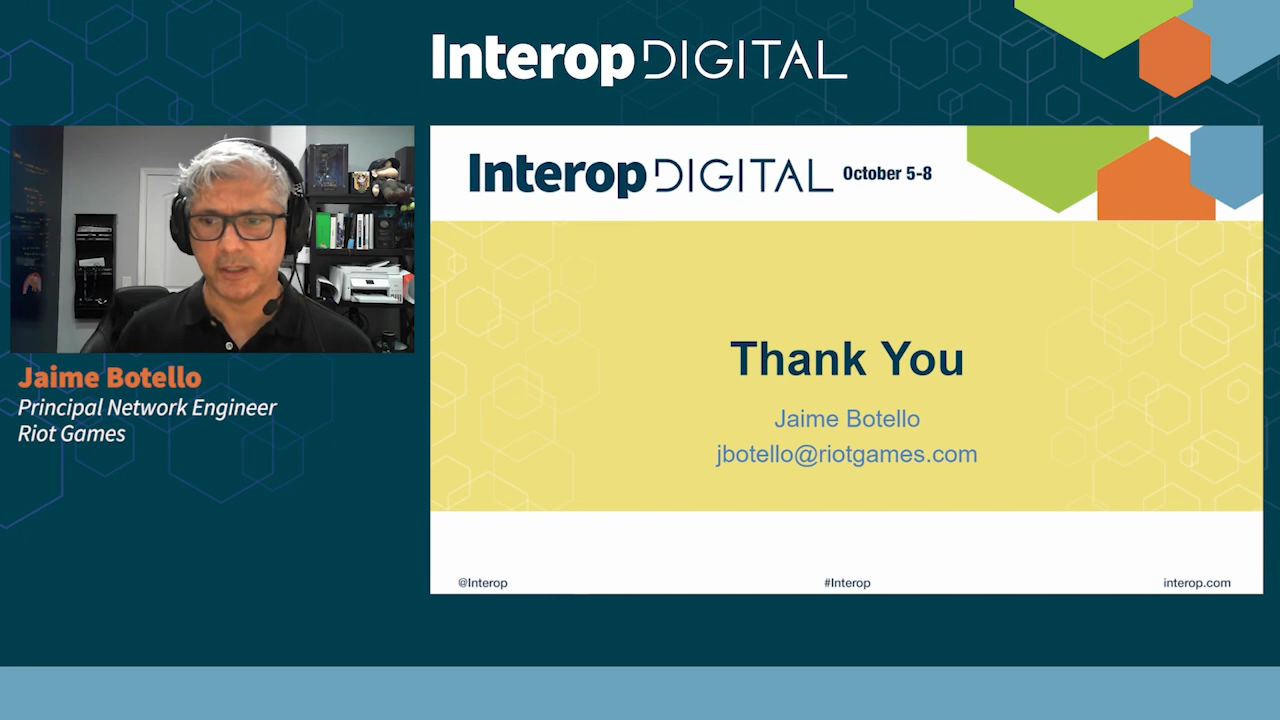 Interop DIGITAL
Jaime Botello
Principal Network Engineer
Riot Games
Interop DIGITAL October 5-8
Thank You
Jaime Botello
jbotello@riotgames.com
@Interop
#Interop
interop.com